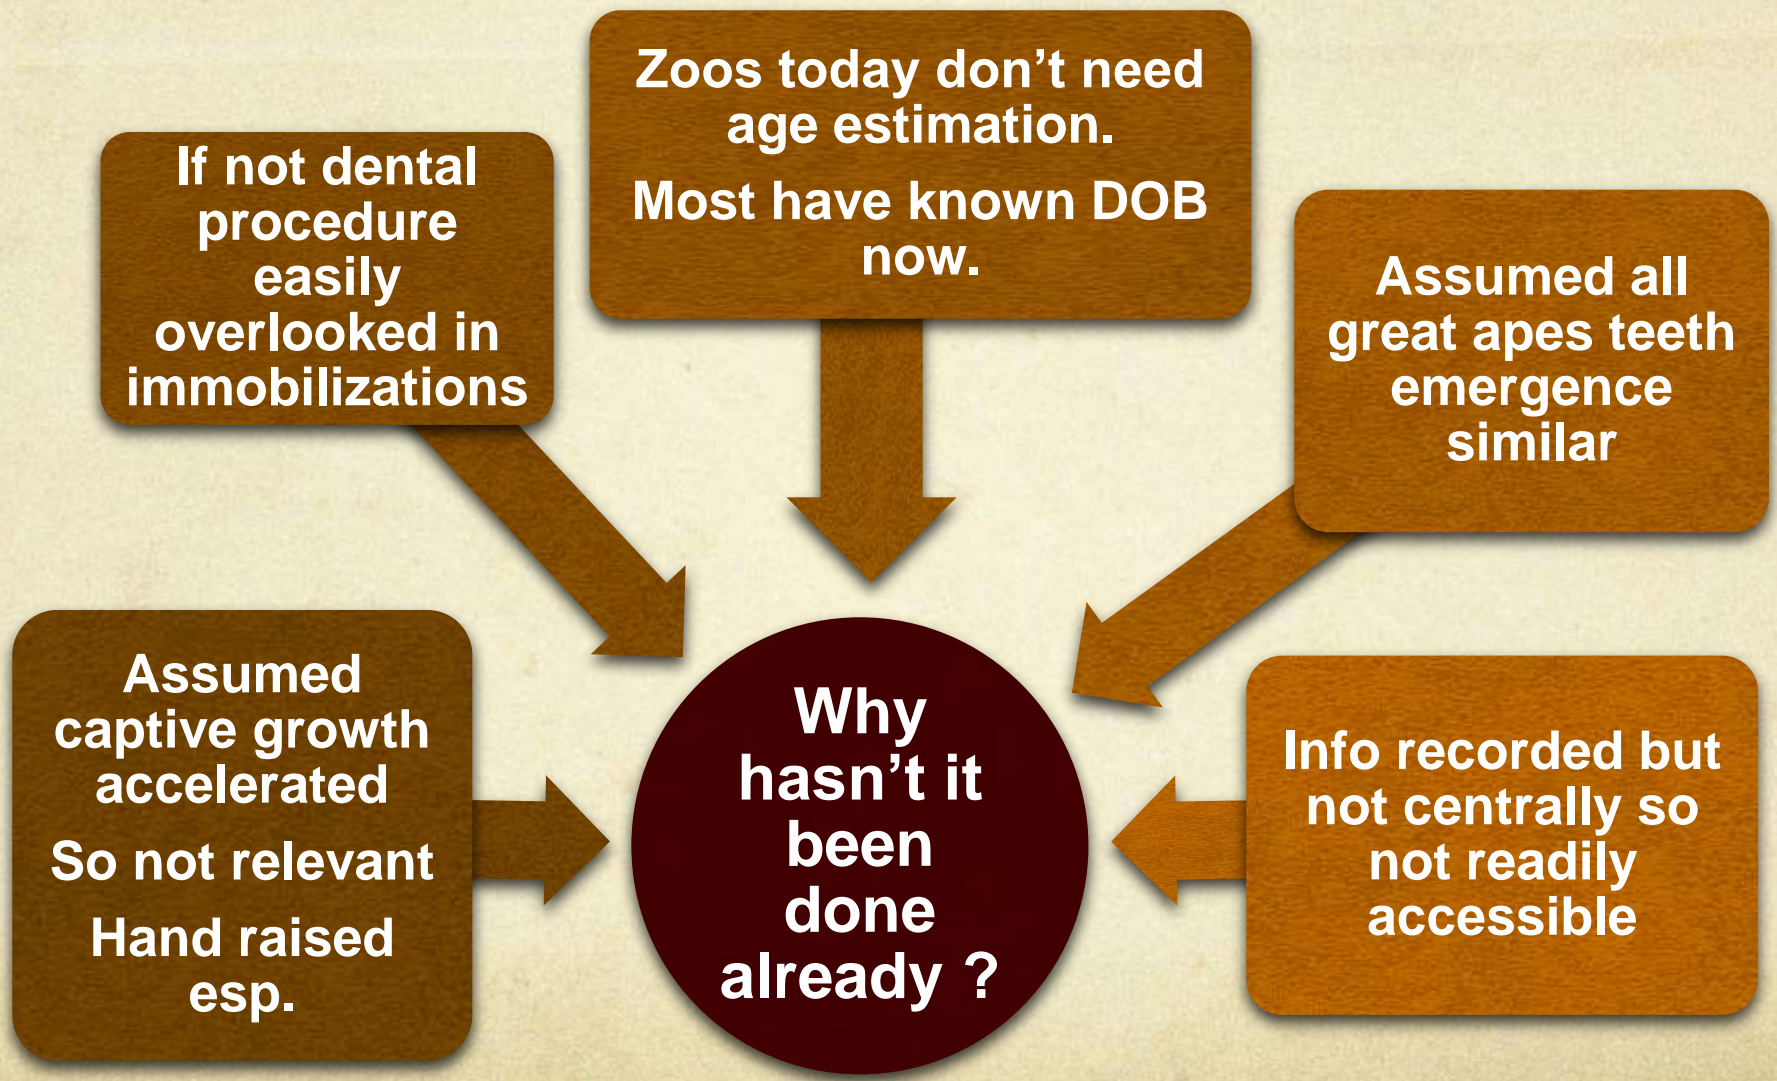 Zoos today don’t need
age estimation.
Most have known DOB
now.
If not dental
procedure
easily
overlooked in
immobilizations
Assumed all
great apes teeth
emergence
similar
Assumed
captive growth
accelerated
So not relevant
Hand raised
esp.
Why
hasn’t it
been
done
already ?
Info recorded but
not centrally so
not readily
accessible